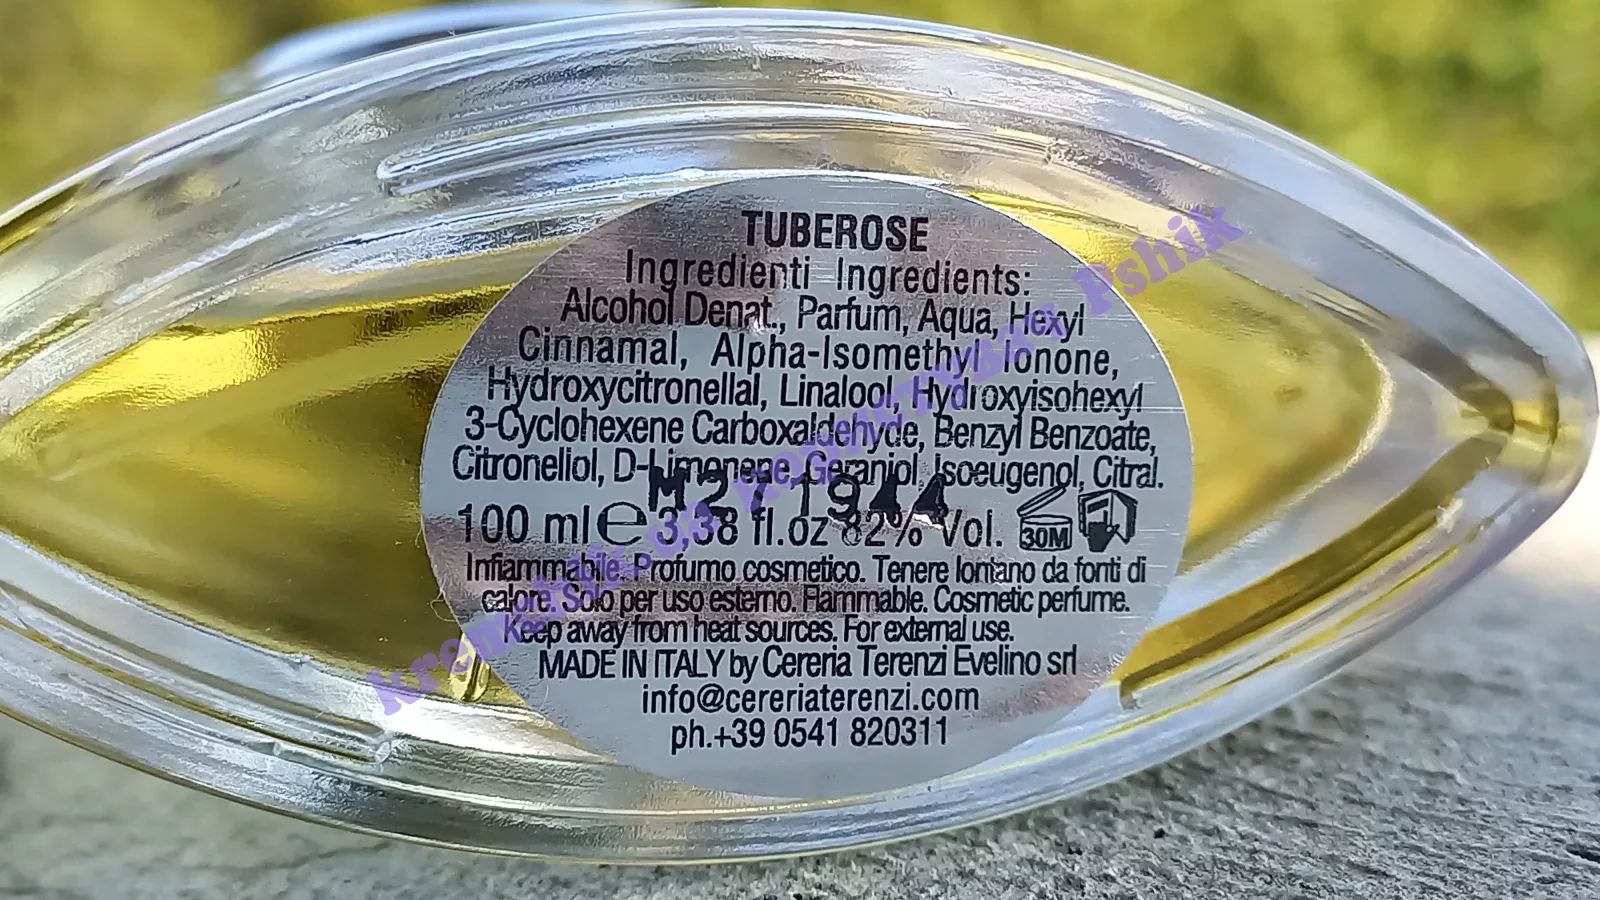 TUBEROSE
Ingredienti Ingredients:
Alcohol Denat., Parfum, Aqua, Hexyl
Cinnamal, Alpha-Isomethyl Ionone,
Hydroxycitronellal, Linalool, Hydroxyisohexyl
3-Cyclohexene Carboxaldehyde, Benzyl Benzoate,
Citronellol, D-Limonene, Geraniol, Isoeugenol, Citral.
M27 1944
100 ml ℮ 3,38 fl.oz 82% Vol. 30M
Infiammabile. Profumo cosmetico. Tenere lontano da fonti di
calore. Solo per uso esterno. Flammable. Cosmetic perfume.
Keep away from heat sources. For external use.
MADE IN ITALY by Cereria Terenzi Evelino srl
info@cereriaterenzi.com
ph.+39 0541 820311
Pshik